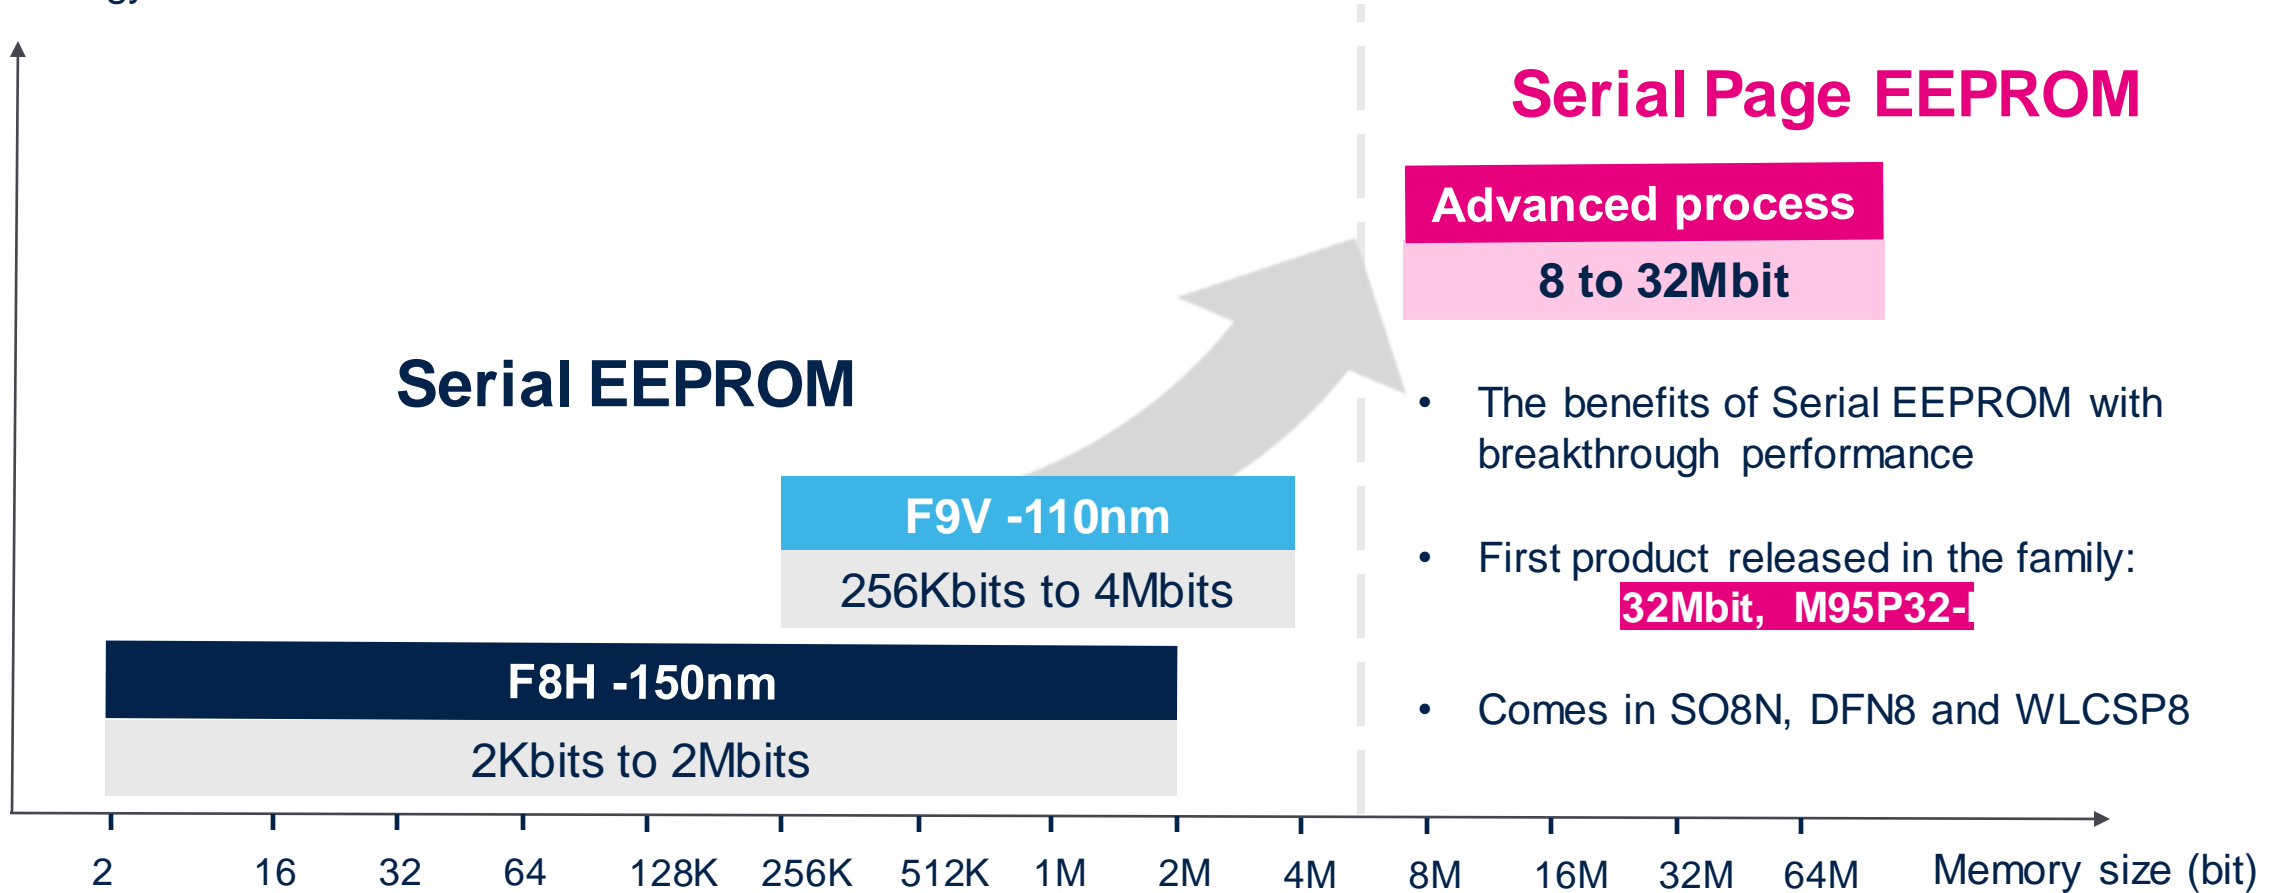 Serial Page EEPROM
Advanced process
8 to 32Mbit
Serial EEPROM
• The benefits of Serial EEPROM with
breakthrough performance
F9V -110nm
256Kbits to 4Mbits
• First product released in the family:
32Mbit, M95P32-
F8H -150nm
2Kbits to 2Mbits
• Comes in SO8N, DFN8 and WLCSP8
2 16 32 64 128K 256K 512K 1M 2M 4M 8M 16M 32M 64M Memory size (bit)